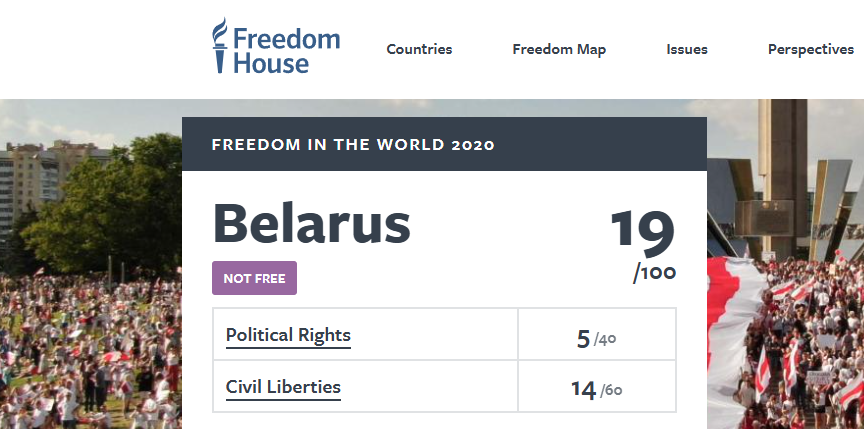 Freedom
House
Countries Freedom Map Issues Perspectives
FREEDOM IN THE WORLD 2020
Belarus 19
/100
NOT FREE
Political Rights 5 /40
Civil Liberties 14 /60